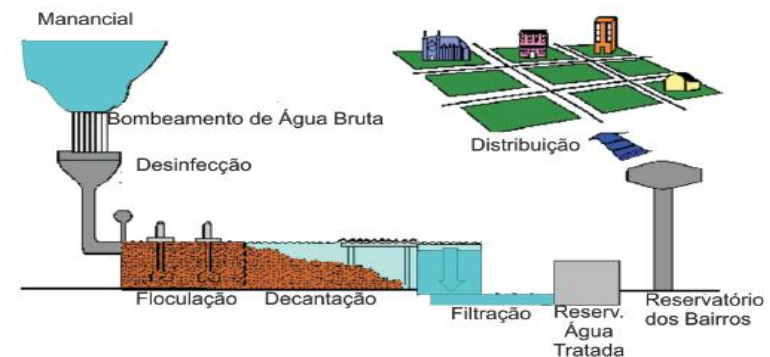 Manancial
Bombeamento de Água Bruta
Desinfecção
Distribuição
Floculação
Decantação
Filtração
Reserv.
Água
Tratada
Reservatório
dos Bairros